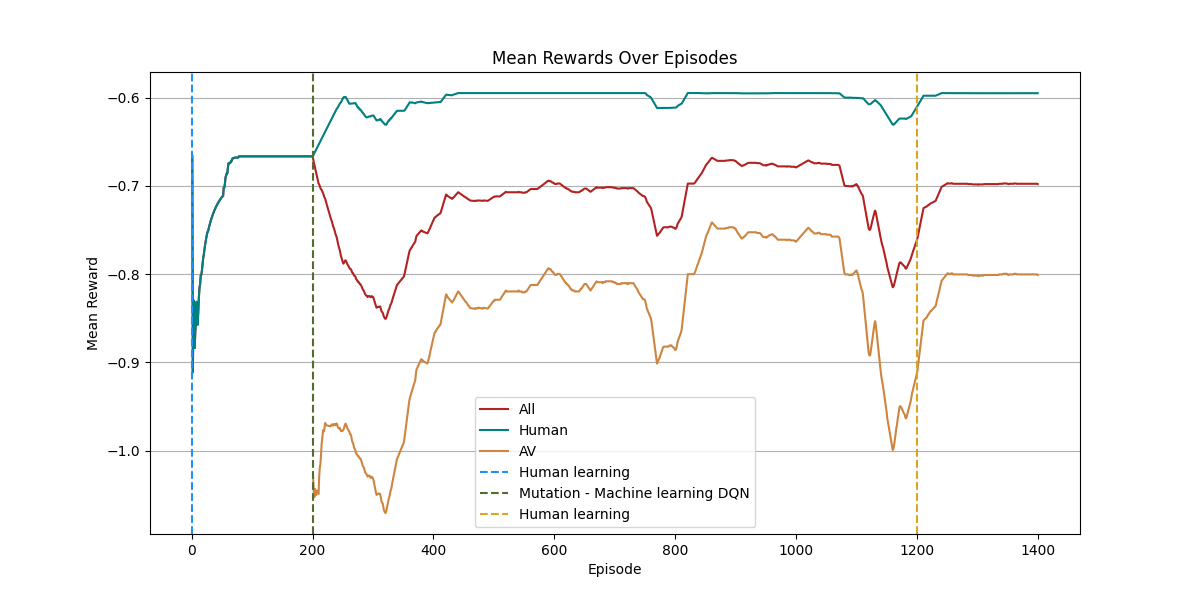 Mean Rewards Over Episodes
Mean Reward
−0.6
−0.7
−0.8
−0.9
−1.0
All
Human
AV
Human learning
Mutation - Machine learning DQN
Human learning
0 200 400 600 800 1000 1200 1400
Episode